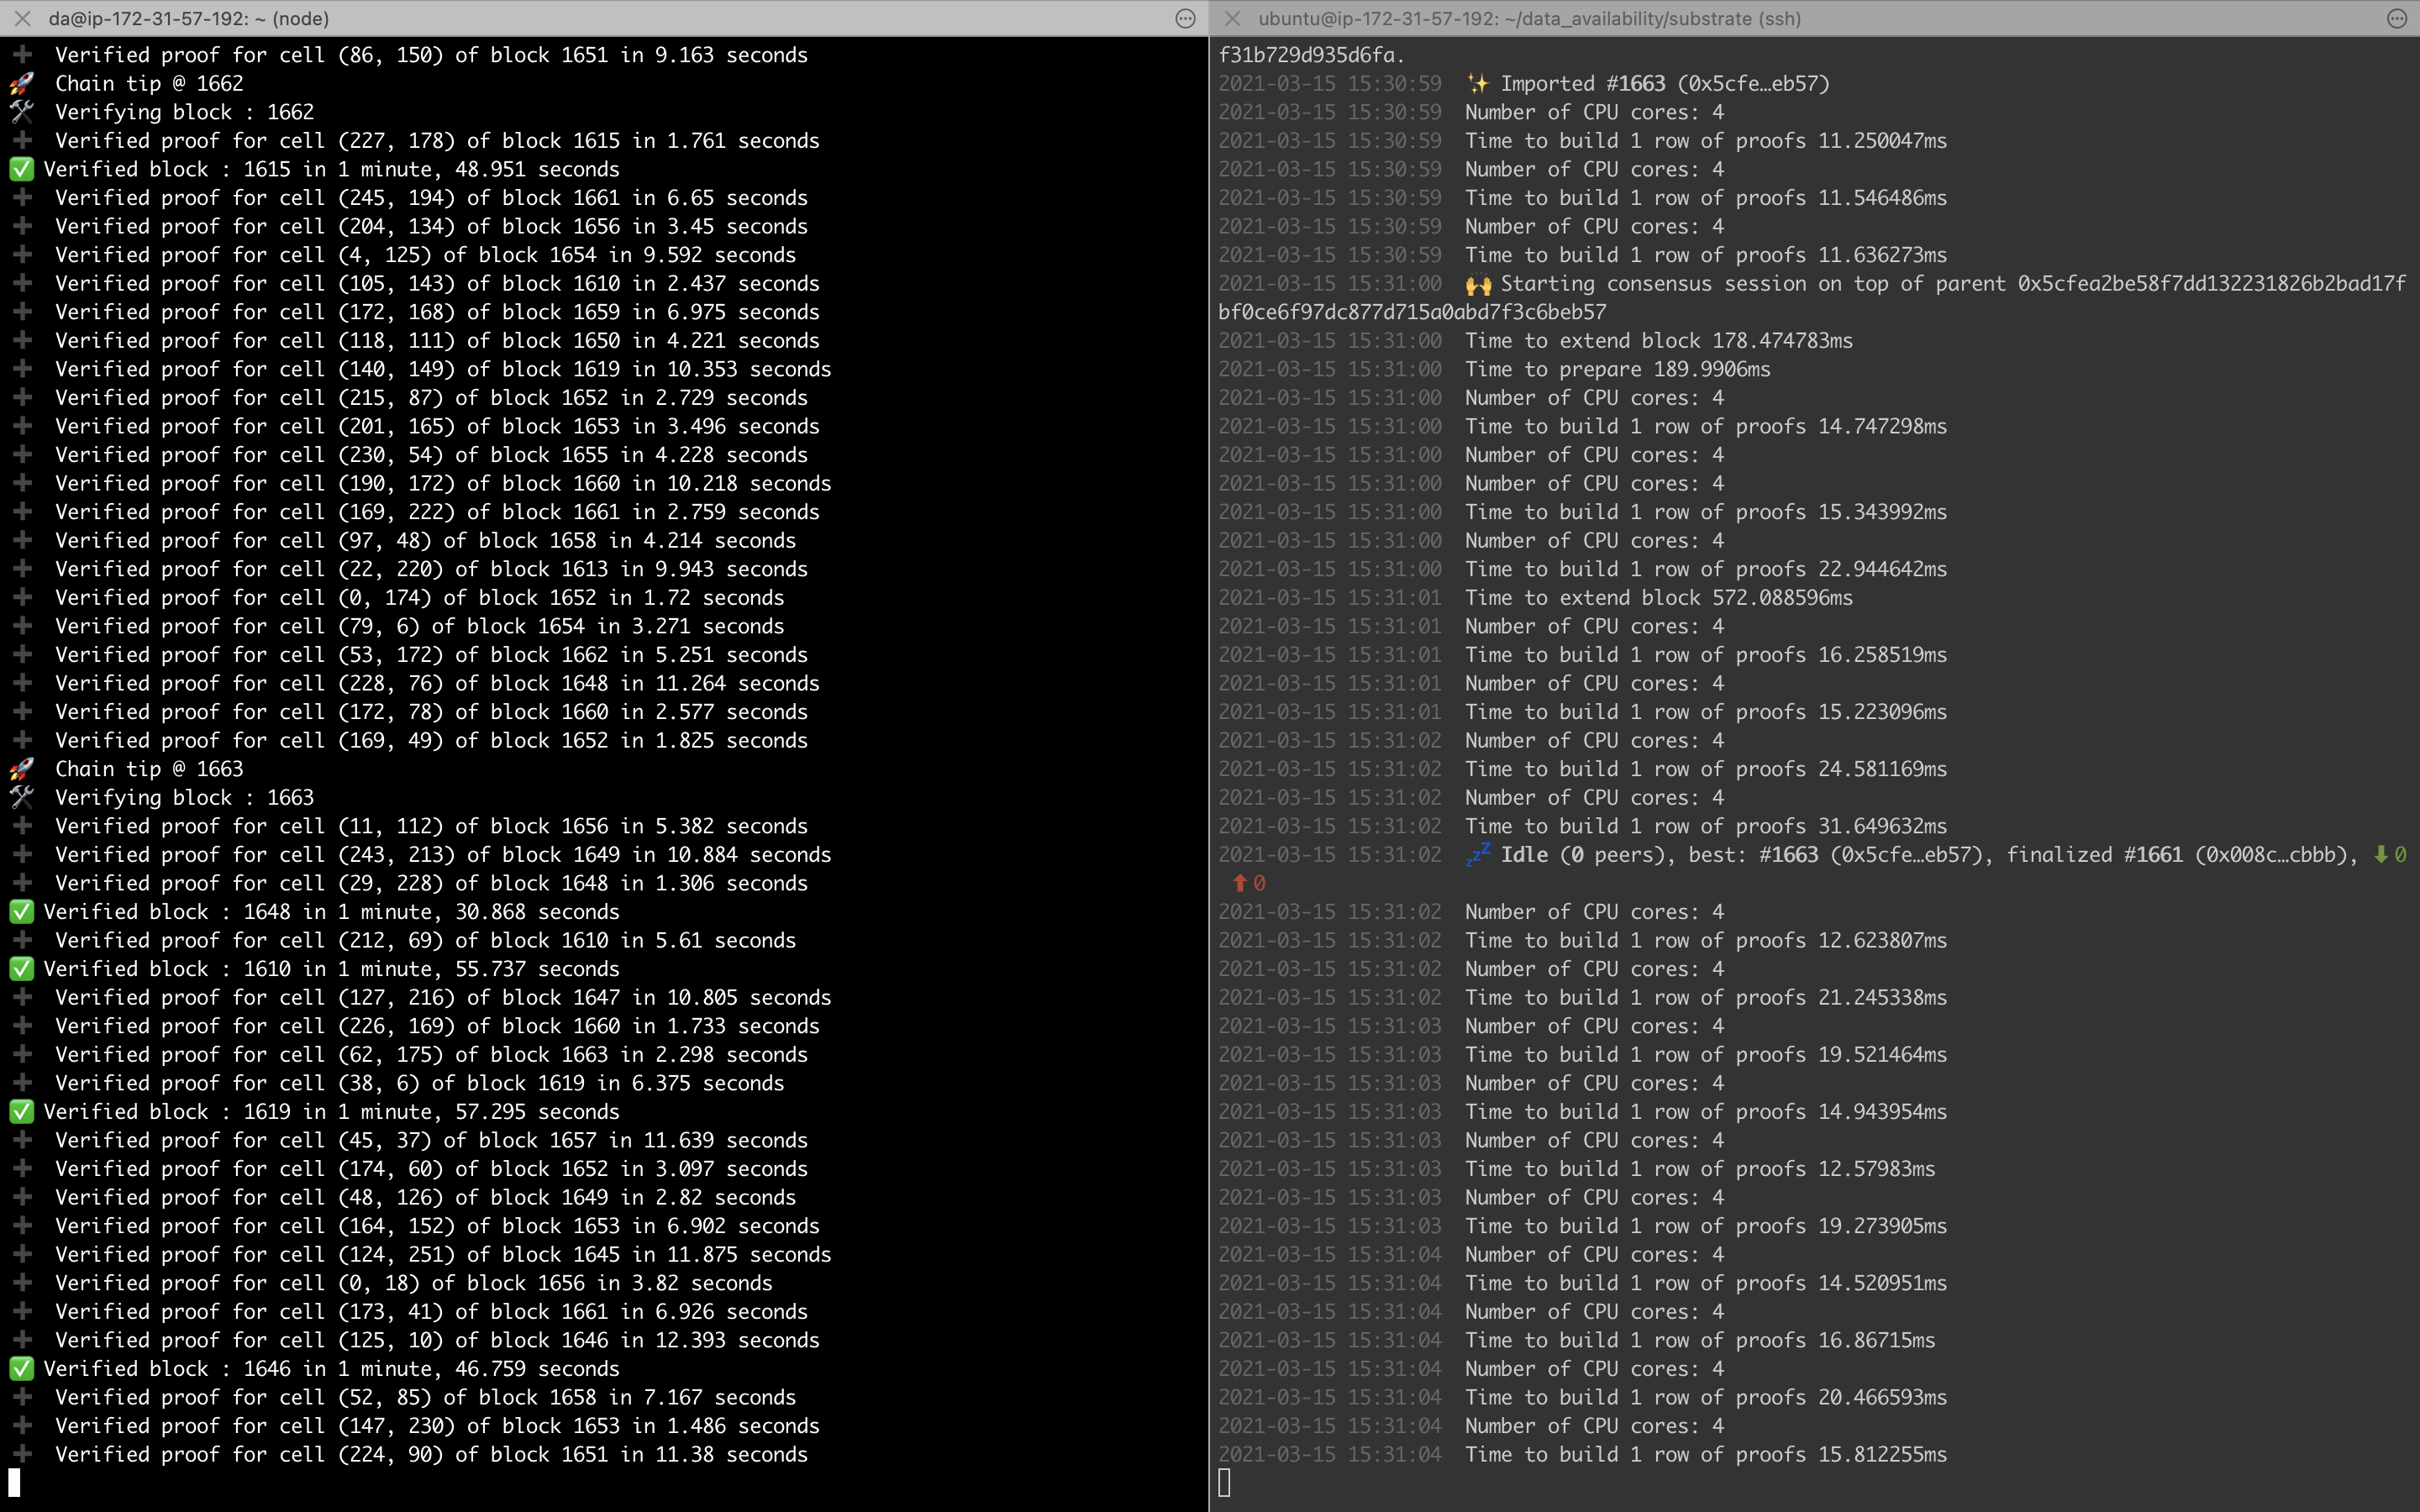 da@ip-172-31-57-192: ~ (node)
➕ Verified proof for cell (86, 150) of block 1651 in 9.163 seconds
🚀 Chain tip @ 1662
🛠 Verifying block : 1662
➕ Verified proof for cell (227, 178) of block 1615 in 1.761 seconds
✅ Verified block : 1615 in 1 minute, 48.951 seconds
➕ Verified proof for cell (245, 194) of block 1661 in 6.65 seconds
➕ Verified proof for cell (204, 134) of block 1656 in 3.45 seconds
➕ Verified proof for cell (4, 125) of block 1654 in 9.592 seconds
➕ Verified proof for cell (105, 143) of block 1610 in 2.437 seconds
➕ Verified proof for cell (172, 168) of block 1659 in 6.975 seconds
➕ Verified proof for cell (118, 111) of block 1650 in 4.221 seconds
➕ Verified proof for cell (140, 149) of block 1619 in 10.353 seconds
➕ Verified proof for cell (215, 87) of block 1652 in 2.729 seconds
➕ Verified proof for cell (201, 165) of block 1653 in 3.496 seconds
➕ Verified proof for cell (230, 54) of block 1655 in 4.228 seconds
➕ Verified proof for cell (190, 172) of block 1660 in 10.218 seconds
➕ Verified proof for cell (169, 222) of block 1661 in 2.759 seconds
➕ Verified proof for cell (97, 48) of block 1658 in 4.214 seconds
➕ Verified proof for cell (22, 220) of block 1613 in 9.943 seconds
➕ Verified proof for cell (0, 174) of block 1652 in 1.72 seconds
➕ Verified proof for cell (79, 6) of block 1654 in 3.271 seconds
➕ Verified proof for cell (53, 172) of block 1662 in 5.251 seconds
➕ Verified proof for cell (228, 76) of block 1648 in 11.264 seconds
➕ Verified proof for cell (172, 78) of block 1660 in 2.577 seconds
➕ Verified proof for cell (169, 49) of block 1652 in 1.825 seconds
🚀 Chain tip @ 1663
🛠 Verifying block : 1663
➕ Verified proof for cell (11, 112) of block 1656 in 5.382 seconds
➕ Verified proof for cell (243, 213) of block 1649 in 10.884 seconds
➕ Verified proof for cell (29, 228) of block 1648 in 1.306 seconds
✅ Verified block : 1648 in 1 minute, 30.868 seconds
➕ Verified proof for cell (212, 69) of block 1610 in 5.61 seconds
✅ Verified block : 1610 in 1 minute, 55.737 seconds
➕ Verified proof for cell (127, 216) of block 1647 in 10.805 seconds
➕ Verified proof for cell (226, 169) of block 1660 in 1.733 seconds
➕ Verified proof for cell (62, 175) of block 1663 in 2.298 seconds
➕ Verified proof for cell (38, 6) of block 1619 in 6.375 seconds
✅ Verified block : 1619 in 1 minute, 57.295 seconds
➕ Verified proof for cell (45, 37) of block 1657 in 11.639 seconds
➕ Verified proof for cell (174, 60) of block 1652 in 3.097 seconds
➕ Verified proof for cell (48, 126) of block 1649 in 2.82 seconds
➕ Verified proof for cell (164, 152) of block 1653 in 6.902 seconds
➕ Verified proof for cell (124, 251) of block 1645 in 11.875 seconds
➕ Verified proof for cell (0, 18) of block 1656 in 3.82 seconds
➕ Verified proof for cell (173, 41) of block 1661 in 6.926 seconds
➕ Verified proof for cell (125, 10) of block 1646 in 12.393 seconds
✅ Verified block : 1646 in 1 minute, 46.759 seconds
➕ Verified proof for cell (52, 85) of block 1658 in 7.167 seconds
➕ Verified proof for cell (147, 230) of block 1653 in 1.486 seconds
➕ Verified proof for cell (224, 90) of block 1651 in 11.38 seconds
ubuntu@ip-172-31-57-192: ~/data_availability/substrate (ssh)
f31b729d935d6fa.
2021-03-15 15:30:59 ✨ Imported #1663 (0x5cfe…eb57)
2021-03-15 15:30:59 Number of CPU cores: 4
2021-03-15 15:30:59 Time to build 1 row of proofs 11.250047ms
2021-03-15 15:30:59 Number of CPU cores: 4
2021-03-15 15:30:59 Time to build 1 row of proofs 11.546486ms
2021-03-15 15:30:59 Number of CPU cores: 4
2021-03-15 15:30:59 Time to build 1 row of proofs 11.636273ms
2021-03-15 15:31:00 🙌 Starting consensus session on top of parent 0x5cfea2be58f7dd132231826b2bad17f
bf0ce6f97dc877d715a0abd7f3c6beb57
2021-03-15 15:31:00 Time to extend block 178.474783ms
2021-03-15 15:31:00 Time to prepare 189.9906ms
2021-03-15 15:31:00 Number of CPU cores: 4
2021-03-15 15:31:00 Time to build 1 row of proofs 14.747298ms
2021-03-15 15:31:00 Number of CPU cores: 4
2021-03-15 15:31:00 Number of CPU cores: 4
2021-03-15 15:31:00 Time to build 1 row of proofs 15.343992ms
2021-03-15 15:31:00 Number of CPU cores: 4
2021-03-15 15:31:00 Time to build 1 row of proofs 22.944642ms
2021-03-15 15:31:01 Time to extend block 572.088596ms
2021-03-15 15:31:01 Number of CPU cores: 4
2021-03-15 15:31:01 Time to build 1 row of proofs 16.258519ms
2021-03-15 15:31:01 Number of CPU cores: 4
2021-03-15 15:31:01 Time to build 1 row of proofs 15.223096ms
2021-03-15 15:31:02 Number of CPU cores: 4
2021-03-15 15:31:02 Time to build 1 row of proofs 24.581169ms
2021-03-15 15:31:02 Number of CPU cores: 4
2021-03-15 15:31:02 Time to build 1 row of proofs 31.649632ms
2021-03-15 15:31:02 💤 Idle (0 peers), best: #1663 (0x5cfe…eb57), finalized #1661 (0x008c…cbbb), ⬇ 0
⬆ 0
2021-03-15 15:31:02 Number of CPU cores: 4
2021-03-15 15:31:02 Time to build 1 row of proofs 12.623807ms
2021-03-15 15:31:02 Number of CPU cores: 4
2021-03-15 15:31:02 Time to build 1 row of proofs 21.245338ms
2021-03-15 15:31:03 Number of CPU cores: 4
2021-03-15 15:31:03 Time to build 1 row of proofs 19.521464ms
2021-03-15 15:31:03 Number of CPU cores: 4
2021-03-15 15:31:03 Time to build 1 row of proofs 14.943954ms
2021-03-15 15:31:03 Number of CPU cores: 4
2021-03-15 15:31:03 Time to build 1 row of proofs 12.57983ms
2021-03-15 15:31:03 Number of CPU cores: 4
2021-03-15 15:31:03 Time to build 1 row of proofs 19.273905ms
2021-03-15 15:31:04 Number of CPU cores: 4
2021-03-15 15:31:04 Time to build 1 row of proofs 14.520951ms
2021-03-15 15:31:04 Number of CPU cores: 4
2021-03-15 15:31:04 Time to build 1 row of proofs 16.86715ms
2021-03-15 15:31:04 Number of CPU cores: 4
2021-03-15 15:31:04 Time to build 1 row of proofs 20.466593ms
2021-03-15 15:31:04 Number of CPU cores: 4
2021-03-15 15:31:04 Time to build 1 row of proofs 15.812255ms